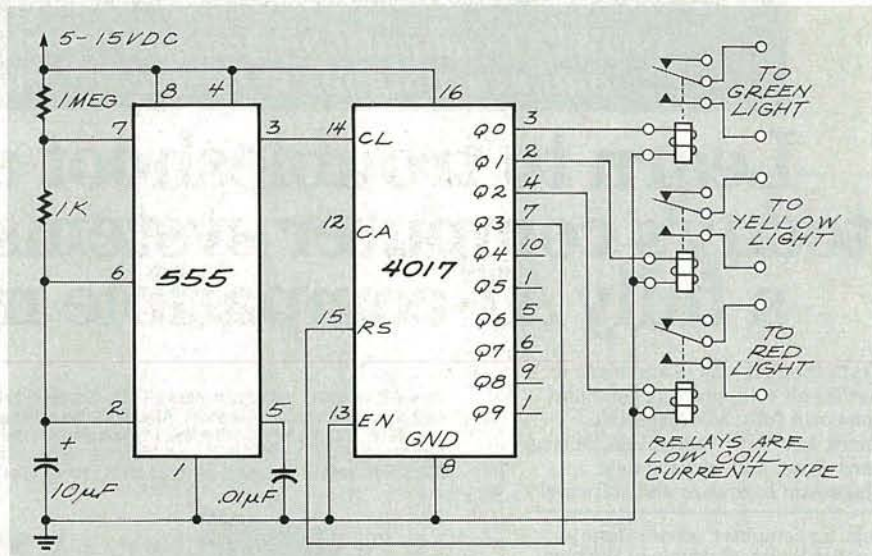 5-15VDC
1MEG
1K
10µF
+
.01µF
555
8
4
7
3
6
2
5
1
4017
16
14
CL
12
CA
15
RS
13
EN
GND
8
Q0
3
Q1
2
Q2
4
Q3
7
Q4
10
Q5
1
Q6
5
Q7
6
Q8
9
Q9
1
TO
GREEN
LIGHT
TO
YELLOW
LIGHT
TO
RED
LIGHT
RELAYS ARE
LOW COIL
CURRENT TYPE